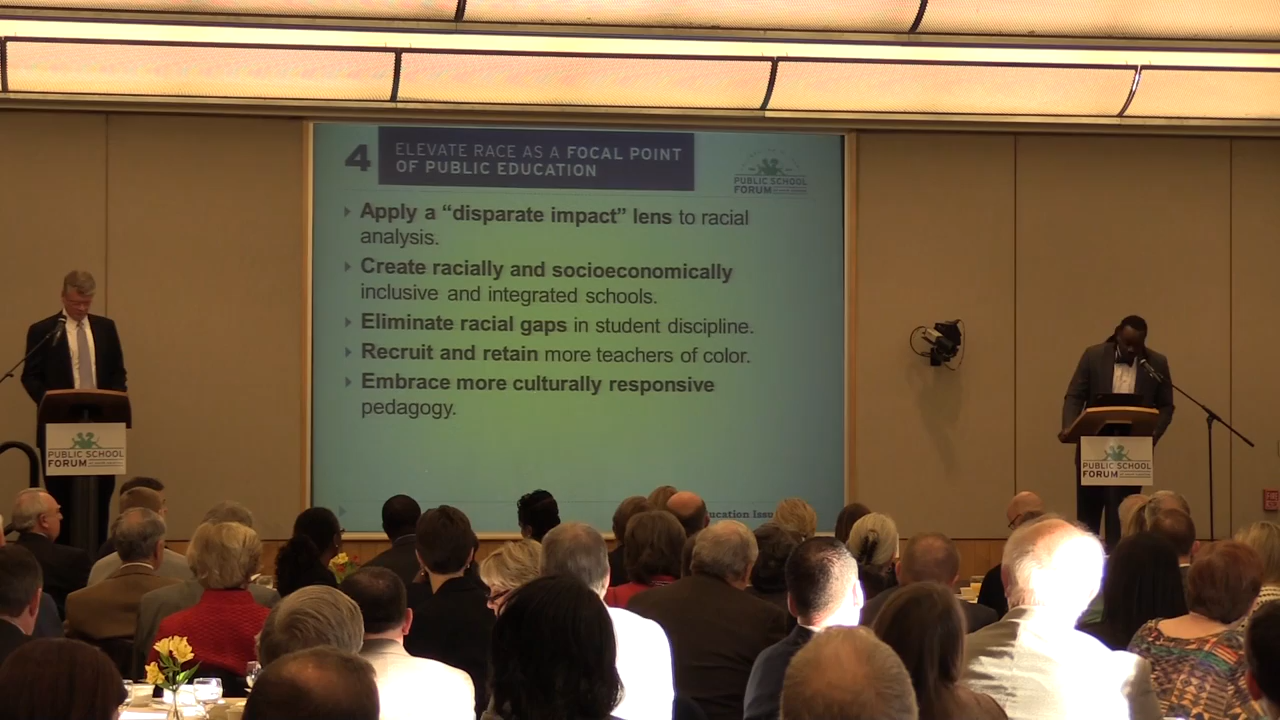 4 ELEVATE RACE AS A FOCAL POINT
OF PUBLIC EDUCATION
PUBLIC SCHOOL
FORUM
Apply a “disparate impact” lens to racial
analysis.
Create racially and socioeconomically
inclusive and integrated schools.
Eliminate racial gaps in student discipline.
Recruit and retain more teachers of color.
Embrace more culturally responsive
pedagogy.
PUBLIC SCHOOL
FORUM
PUBLIC SCHOOL
FORUM